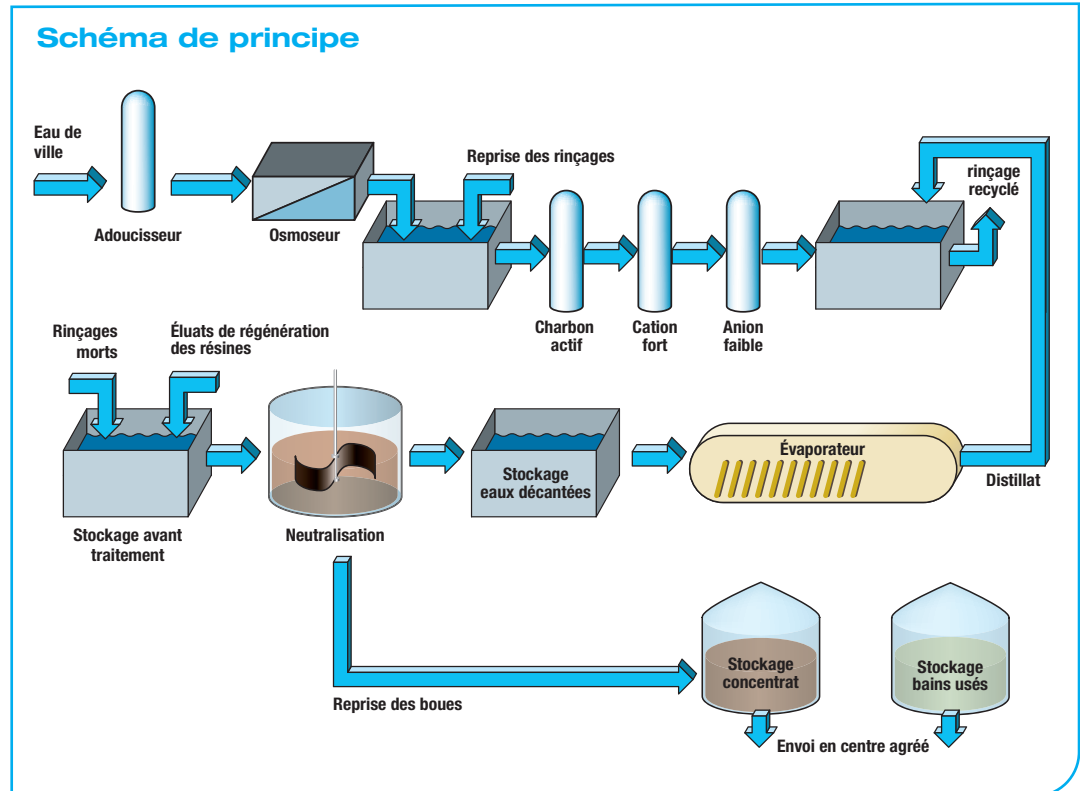 Schéma de principe
Eau de
ville
Adoucisseur
Osmoseur
Reprise des rinçages
Charbon
actif
Cation
fort
Anion
faible
rinçage
recyclé
Rinçages
morts
Éluats de régénération
des résines
Stockage avant
traitement
Neutralisation
Stockage
eaux décantées
Évaporateur
Distillat
Reprise des boues
Stockage
concentrat
Stockage
bains usés
Envoi en centre agréé